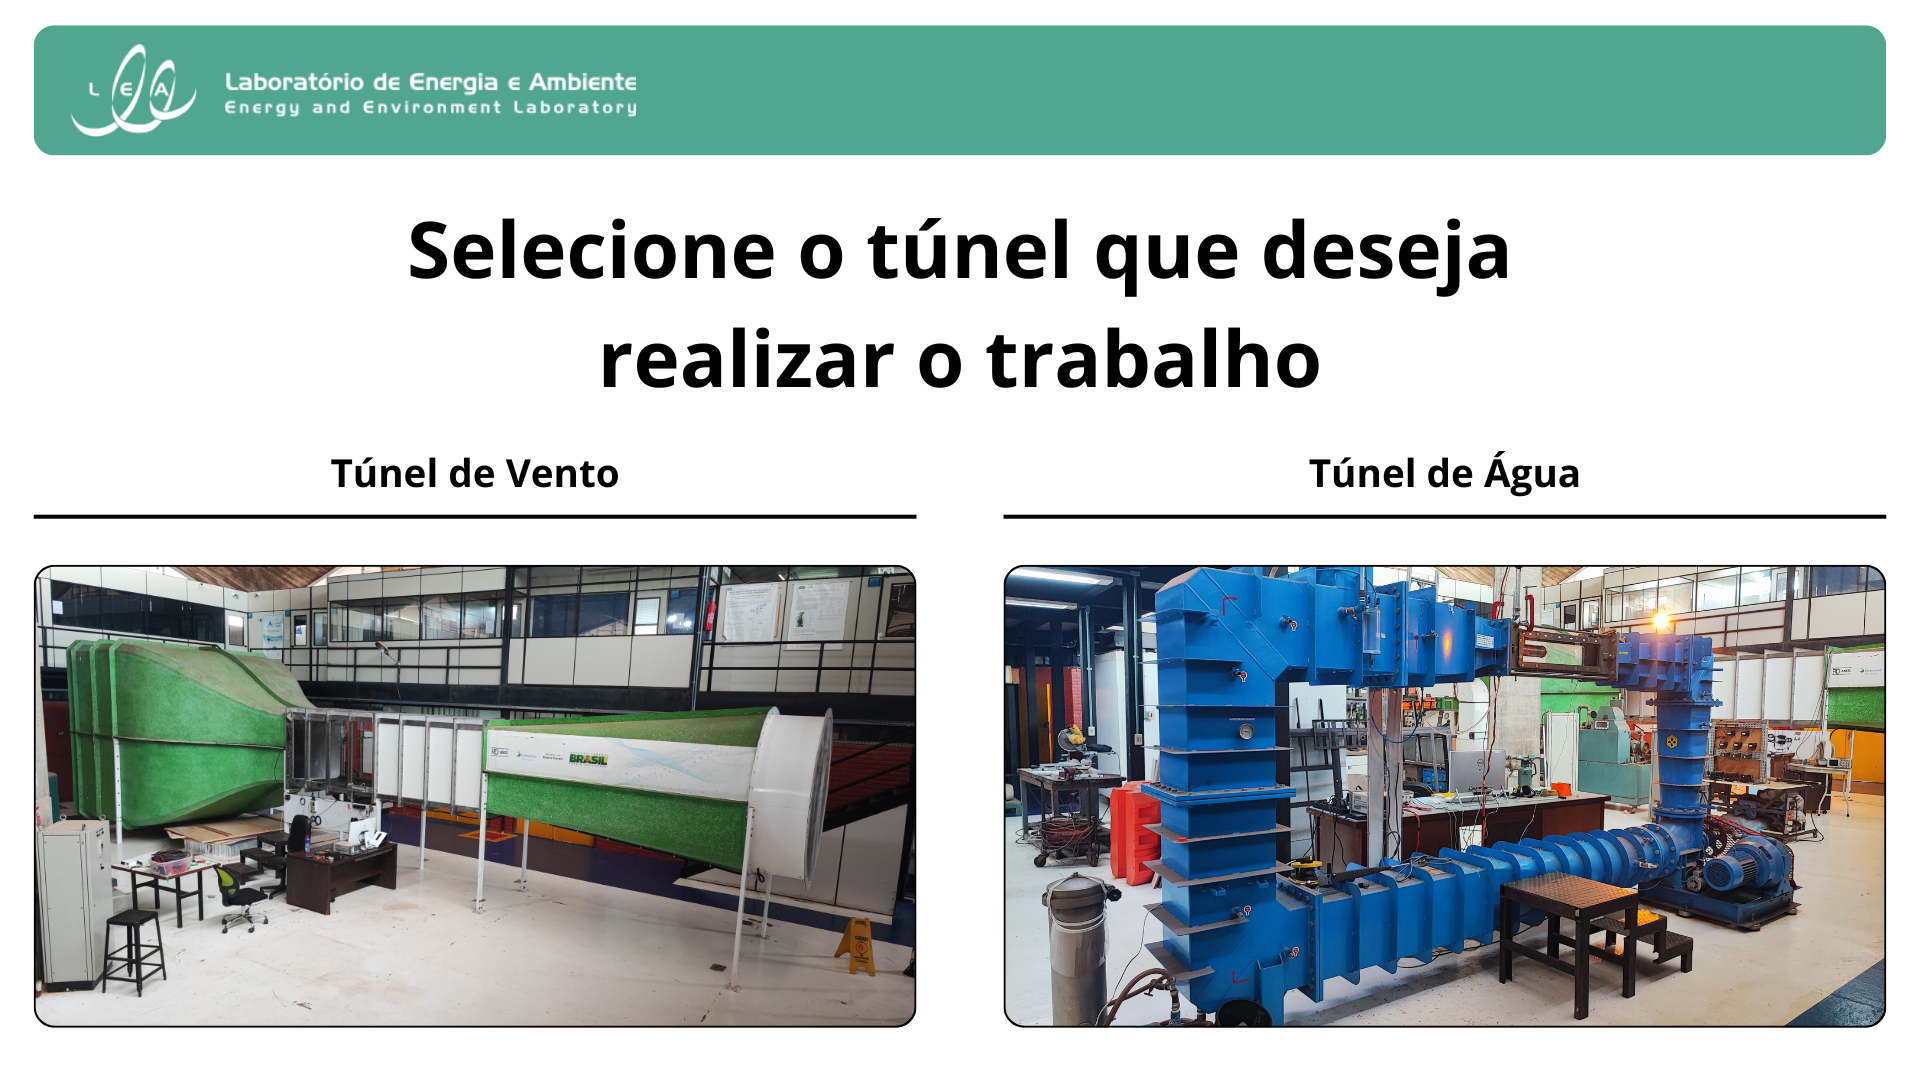 L E A
Laboratório de Energia e Ambiente
Energy and Environment Laboratory
Selecione o túnel que deseja
realizar o trabalho
Túnel de Vento
Túnel de Água
BRASIL